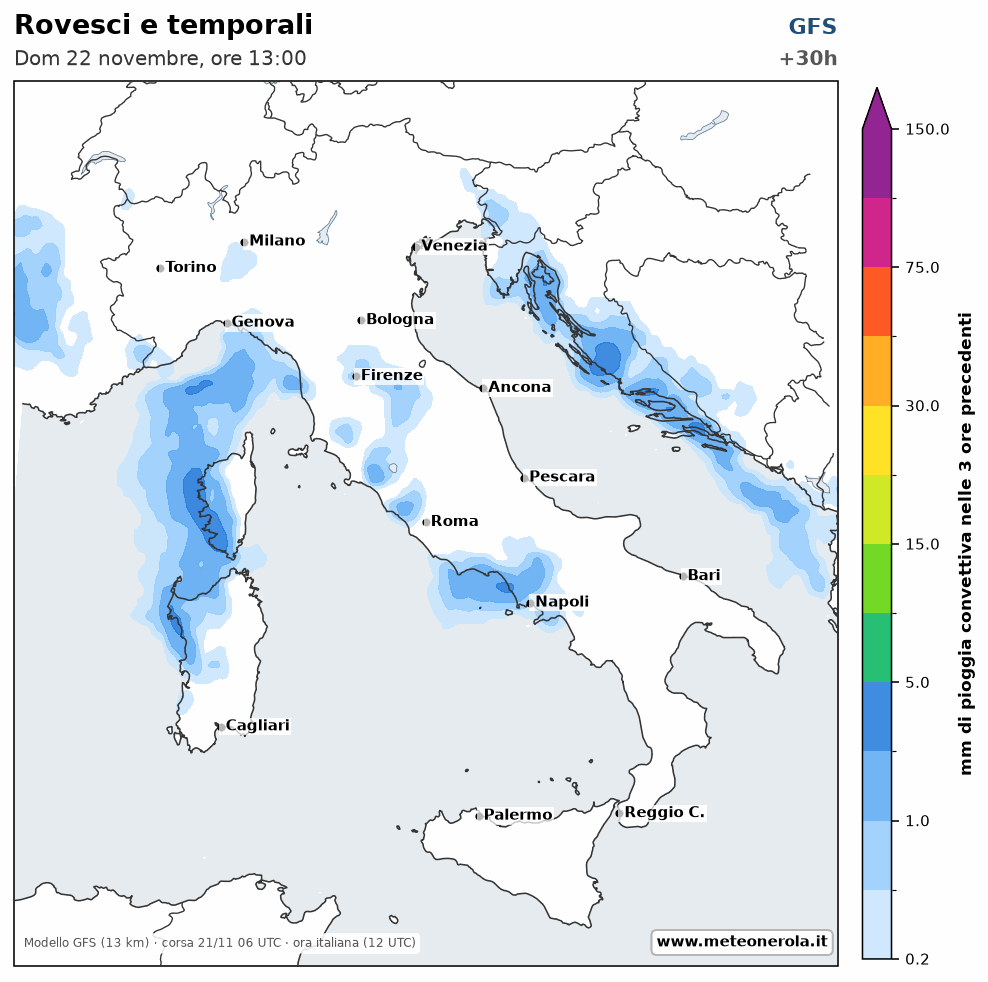 Rovesci e temporali
GFS
Dom 22 novembre, ore 13:00
+30h
150.0
75.0
30.0
15.0
5.0
1.0
0.2
mm di pioggia convettiva nelle 3 ore precedenti
Milano
Venezia
Torino
Genova
Bologna
Firenze
Ancona
Pescara
Roma
Bari
Napoli
Cagliari
Palermo
Reggio C.
Modello GFS (13 km) · corsa 21/11 06 UTC · ora italiana (12 UTC)
www.meteonerola.it